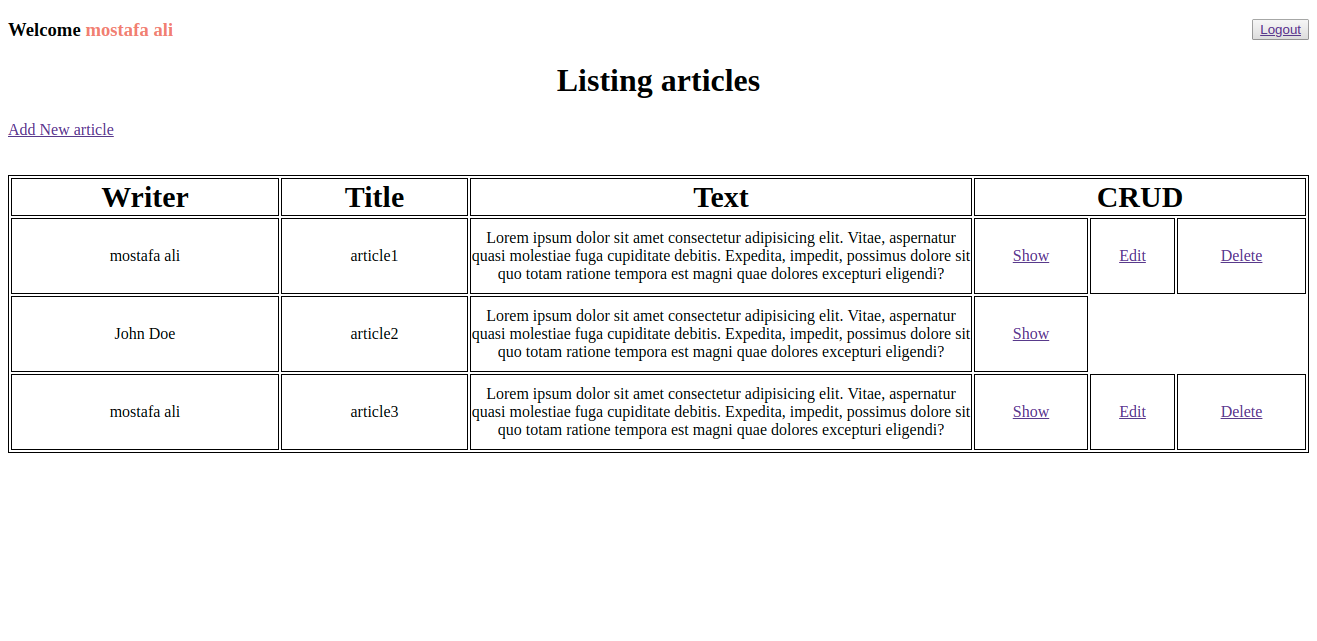 Welcome mostafa ali
Logout
Listing articles
Add New article
Writer Title Text CRUD
mostafa ali article1 Lorem ipsum dolor sit amet consectetur adipisicing elit. Vitae, aspernatur
quasi molestiae fuga cupiditate debitis. Expedita, impedit, possimus dolore sit
quo totam ratione tempora est magni quae dolores excepturi eligendi?
Show Edit Delete
John Doe article2 Lorem ipsum dolor sit amet consectetur adipisicing elit. Vitae, aspernatur
quasi molestiae fuga cupiditate debitis. Expedita, impedit, possimus dolore sit
quo totam ratione tempora est magni quae dolores excepturi eligendi?
Show
mostafa ali article3 Lorem ipsum dolor sit amet consectetur adipisicing elit. Vitae, aspernatur
quasi molestiae fuga cupiditate debitis. Expedita, impedit, possimus dolore sit
quo totam ratione tempora est magni quae dolores excepturi eligendi?
Show Edit Delete